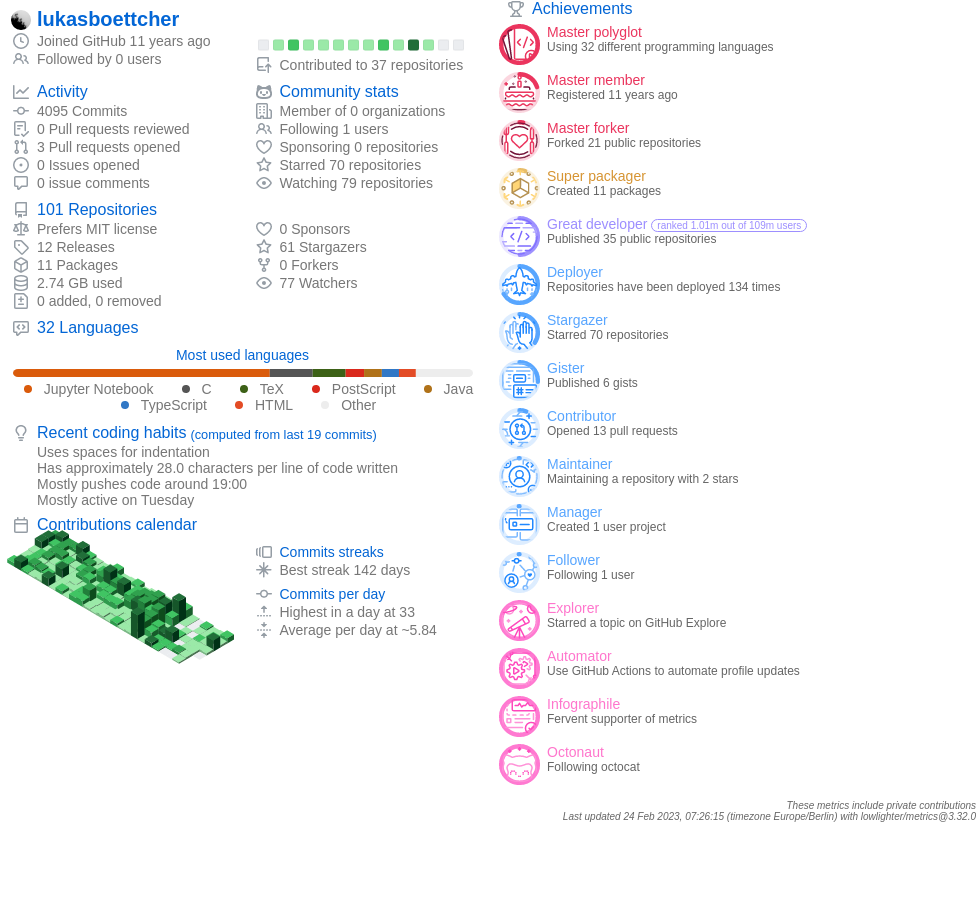 lukasboettcher
Joined GitHub 11 years ago
Followed by 0 users
Contributed to 37 repositories
Activity
4095 Commits
0 Pull requests reviewed
3 Pull requests opened
0 Issues opened
0 issue comments
Community stats
Member of 0 organizations
Following 1 users
Sponsoring 0 repositories
Starred 70 repositories
Watching 79 repositories
101 Repositories
Prefers MIT license
12 Releases
11 Packages
2.74 GB used
0 added, 0 removed
0 Sponsors
61 Stargazers
0 Forkers
77 Watchers
32 Languages
Most used languages
Jupyter Notebook C TeX PostScript Java
TypeScript HTML Other
Recent coding habits (computed from last 19 commits)
Uses spaces for indentation
Has approximately 28.0 characters per line of code written
Mostly pushes code around 19:00
Mostly active on Tuesday
Contributions calendar
Commits streaks
Best streak 142 days
Commits per day
Highest in a day at 33
Average per day at ~5.84
Achievements
Master polyglot
Using 32 different programming languages
Master member
Registered 11 years ago
Master forker
Forked 21 public repositories
Super packager
Created 11 packages
Great developer ranked 1.01m out of 109m users
Published 35 public repositories
Deployer
Repositories have been deployed 134 times
Stargazer
Starred 70 repositories
Gister
Published 6 gists
Contributor
Opened 13 pull requests
Maintainer
Maintaining a repository with 2 stars
Manager
Created 1 user project
Follower
Following 1 user
Explorer
Starred a topic on GitHub Explore
Automator
Use GitHub Actions to automate profile updates
Infographile
Fervent supporter of metrics
Octonaut
Following octocat
These metrics include private contributions
Last updated 24 Feb 2023, 07:26:15 (timezone Europe/Berlin) with lowlighter/metrics@3.32.0